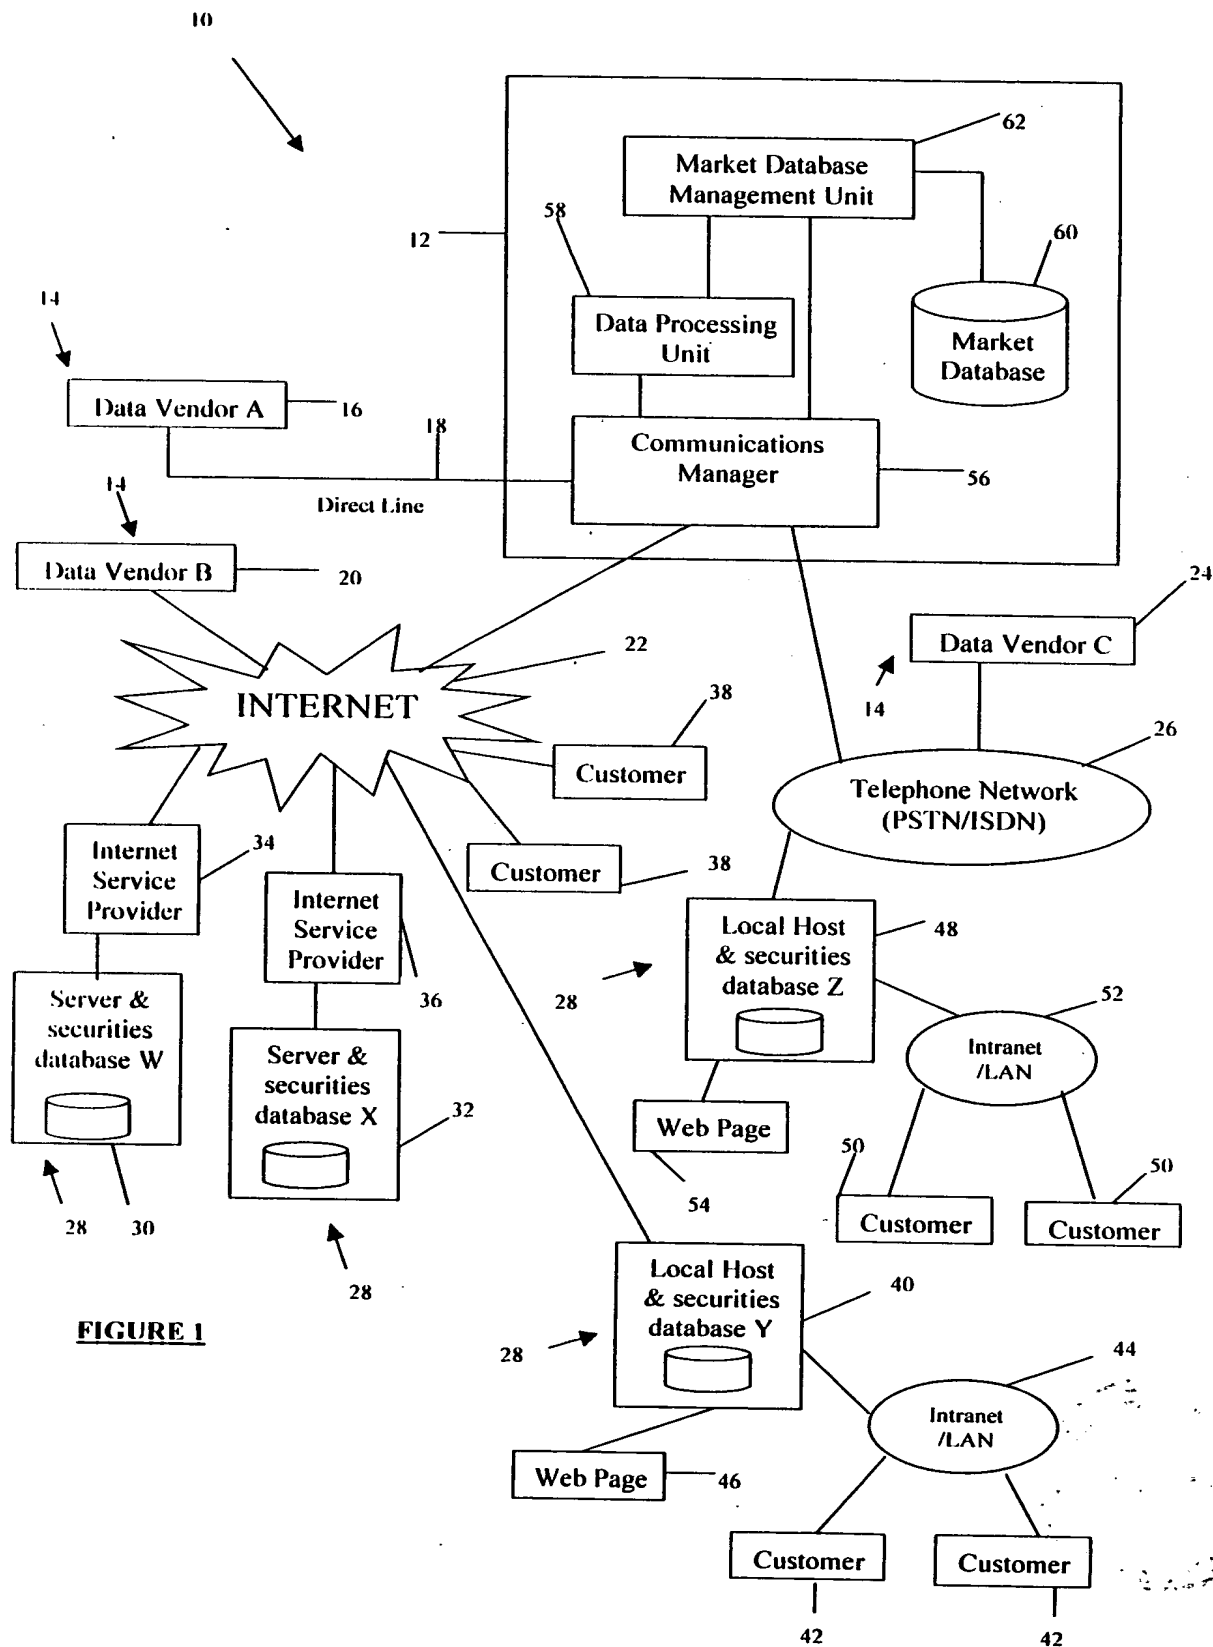 10
62
Market Database
Management Unit
58
12
60
14
Data Processing
Unit
Market
Database
Data Vendor A
16
18
Communications
Manager
56
14
Direct Line
Data Vendor B
20
24
Data Vendor C
22
INTERNET
38
14
26
Customer
Telephone Network
(PSTN/ISDN)
Internet
Service
Provider
34
Customer
38
Internet
Service
Provider
36
Local Host
& securities
database Z
48
28
52
Server &
securities
database W
Server &
securities
database X
32
Intranet
/LAN
Web Page
50
50
54
28
30
Customer
Customer
28
Local Host
& securities
database Y
40
FIGURE 1
28
44
Intranet
/LAN
Web Page
46
Customer
Customer
42
42